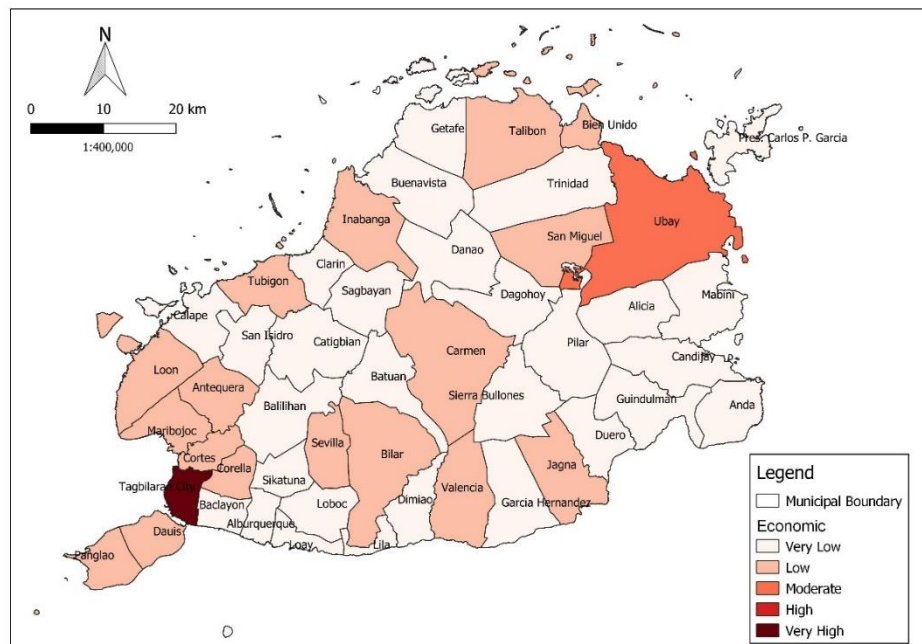 N
0 10 20 km
1:400,000
Getafe
Talibon
Bien Unido
Pres. Carlos P. Garcia
Buenavista
Trinidad
Inabanga
Ubay
San Miguel
Danao
Clarin
Tubigon
Sagbayan
Dagohoy
Mabini
Alicia
Calape
San Isidro
Catigbian
Carmen
Pilar
Candijay
Loon
Antequera
Batuan
Sierra Bullones
Guindulman
Anda
Balilihan
Maribojoc
Duero
Sevilla
Bilar
Cortes
Corella
Jagna
Sikatuna
Tagbilaran City
Valencia
Baclayon
Loboc
Dimiao
Garcia Hernandez
Alburquerque
Dauis
Loay
Lila
Panglao
Legend
Municipal Boundary
Economic
Very Low
Low
Moderate
High
Very High